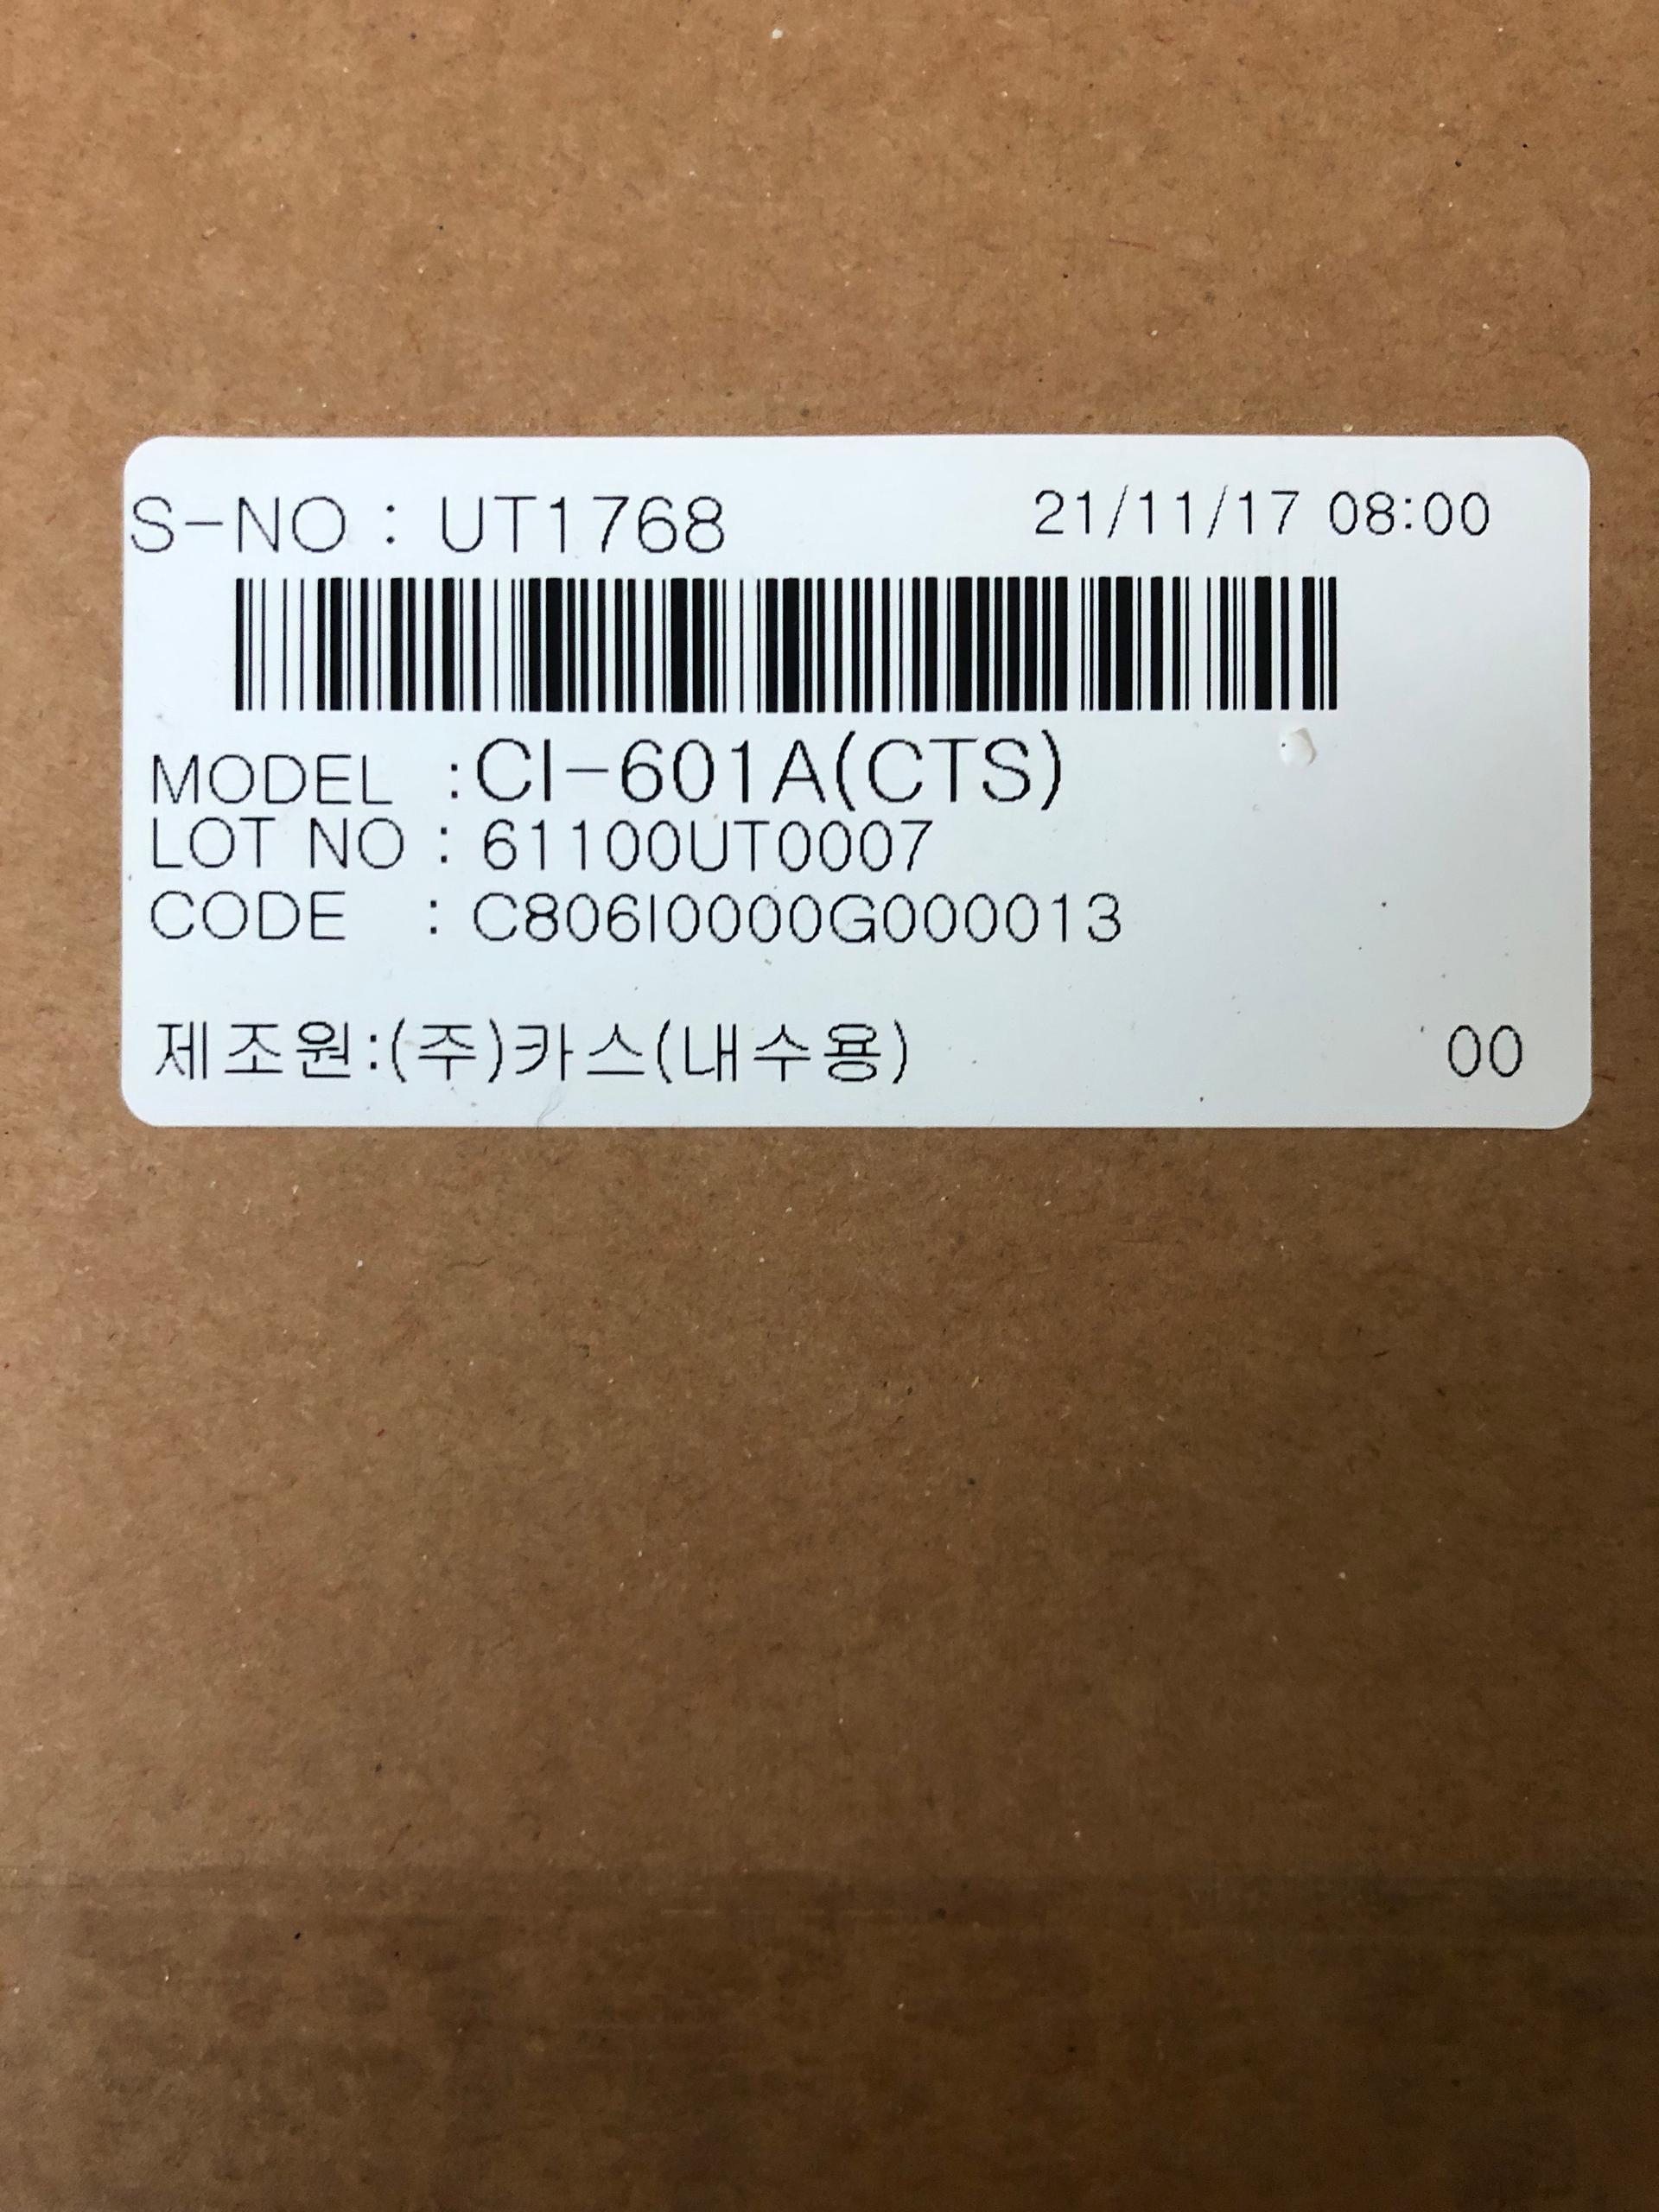 S-NO : UT1768 21/11/17 08:00
MODEL :CI-601A(CTS)
LOT NO : 61100UT0007
CODE : C806I0000G000013
제조원:(주)카스(내수용) 00